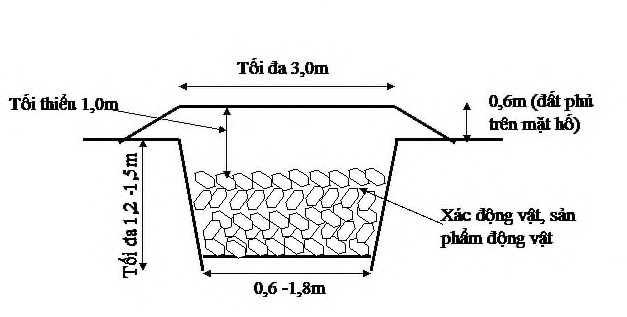 Tối đa 3,0m
Tối thiểu 1,0m
0,6m (đất phủ
trên mặt hố)
Tối đa 1,2 -1,5m
Xác động vật, sản
phẩm động vật
0,6 -1,8m